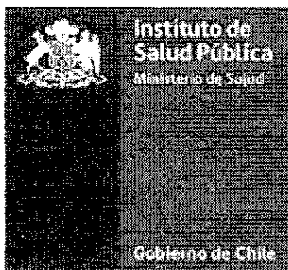 Instituto de
Salud Pública
Ministerio de Salud
Gobierno de Chile